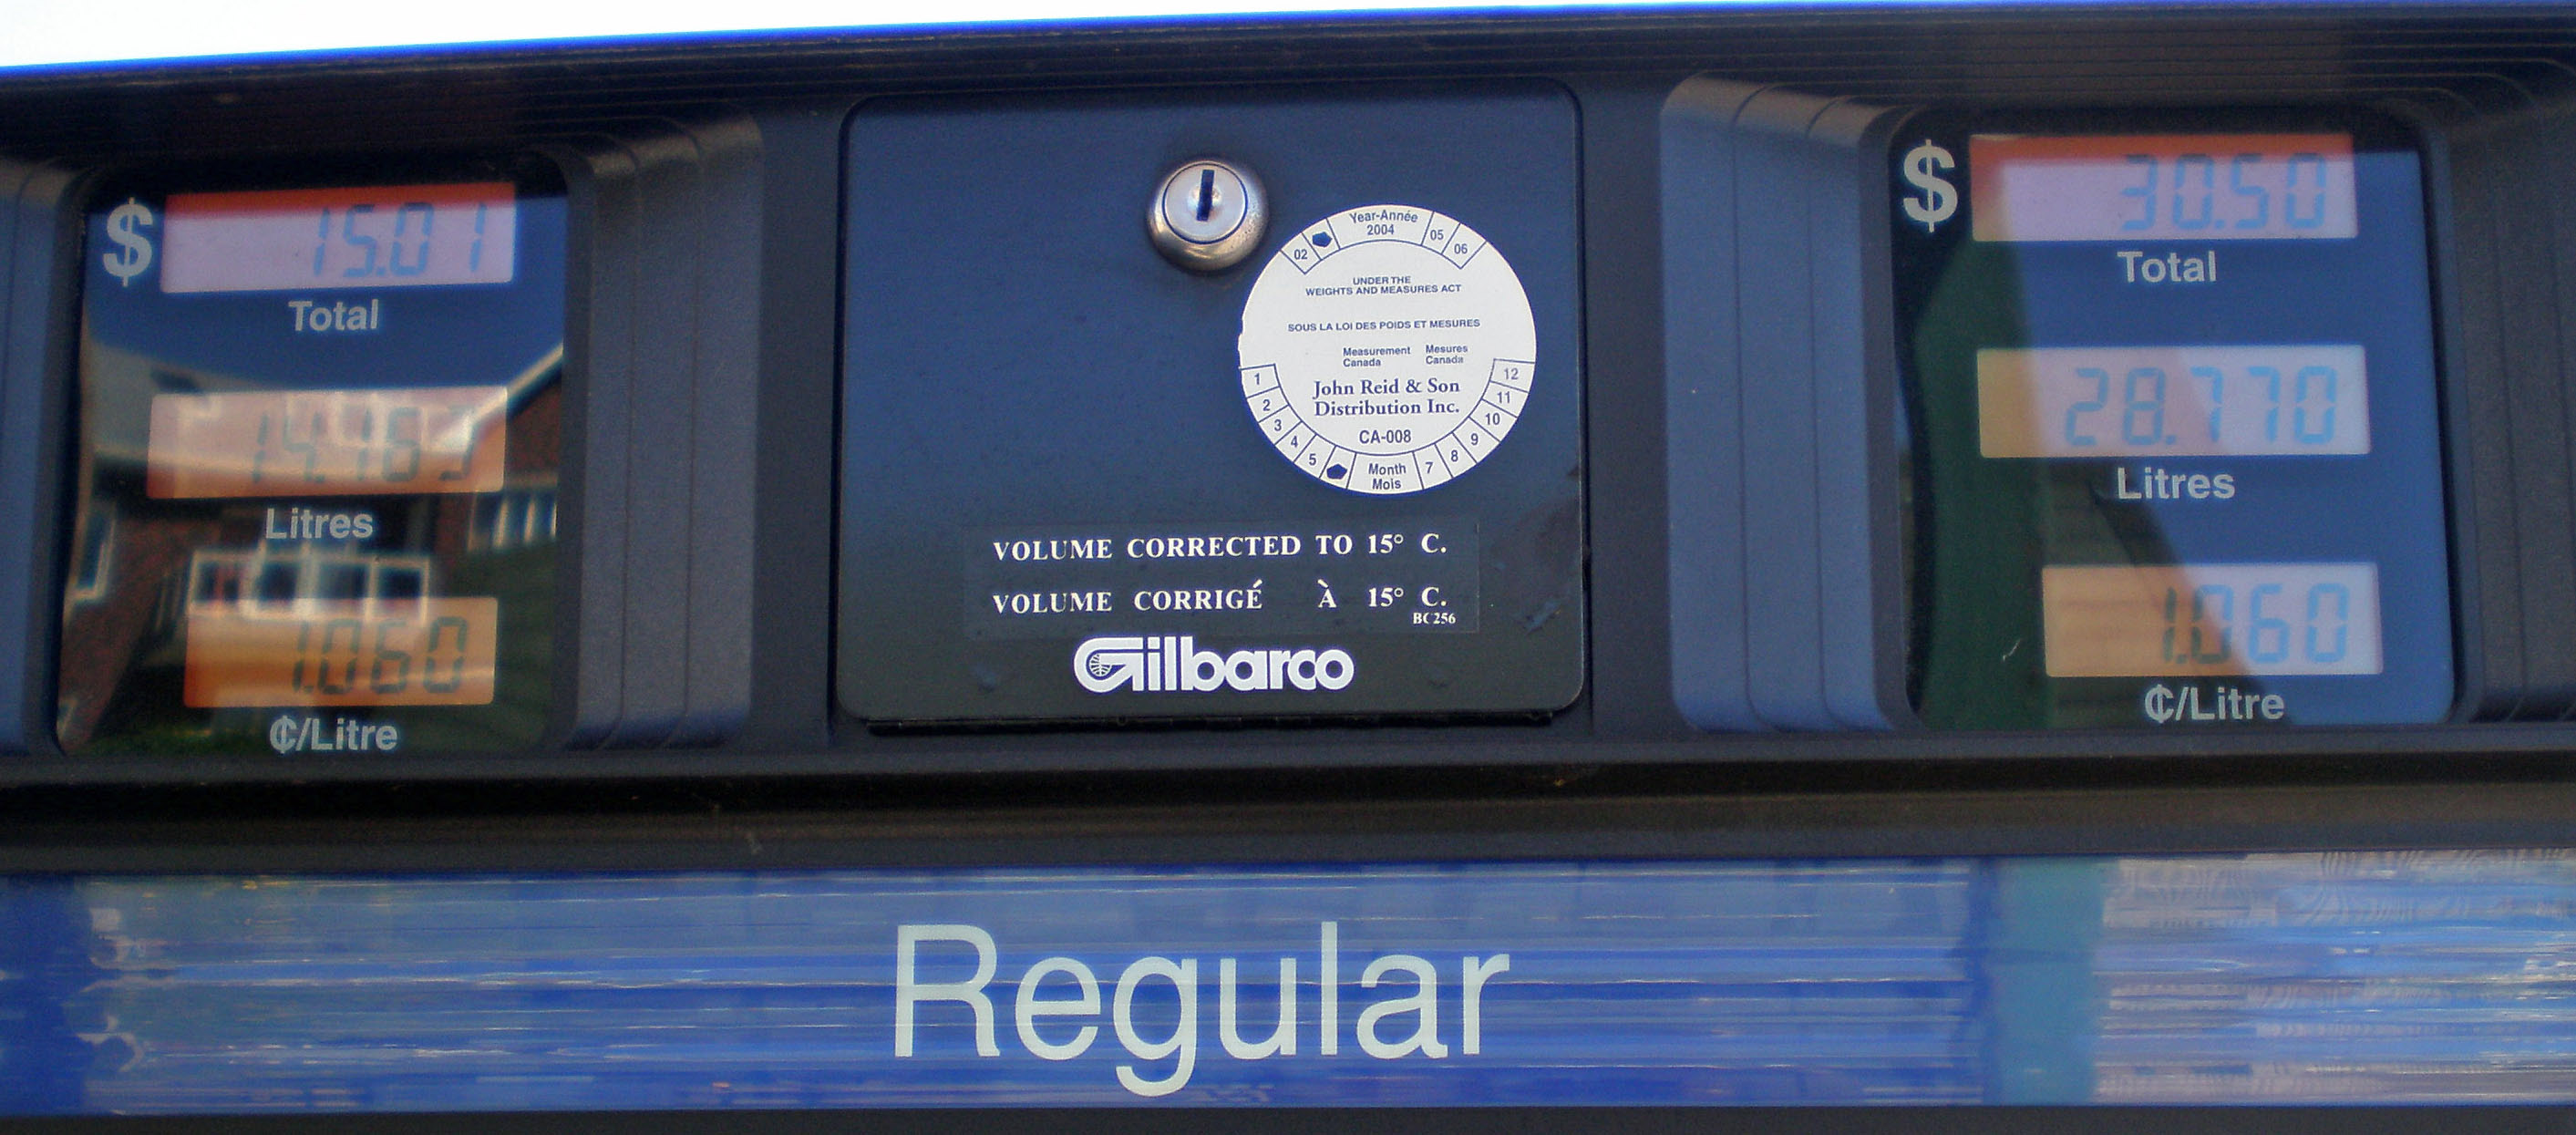 $ 15.01
Total
14.163
Litres
1.060
₵/Litre
Year-Année
2004
02
05
06
UNDER THE
WEIGHTS AND MEASURES ACT
SOUS LA LOI DES POIDS ET MESURES
Measurement Mesures
Canada Canada
John Reid & Son
Distribution Inc.
CA-008
1 2 3 4 5
Month
Mois
7 8 9 10 11 12
VOLUME CORRECTED TO 15° C.
VOLUME CORRIGÉ À 15° C.
BC256
Gilbarco
$ 30.50
Total
28.770
Litres
1.060
₵/Litre
Regular